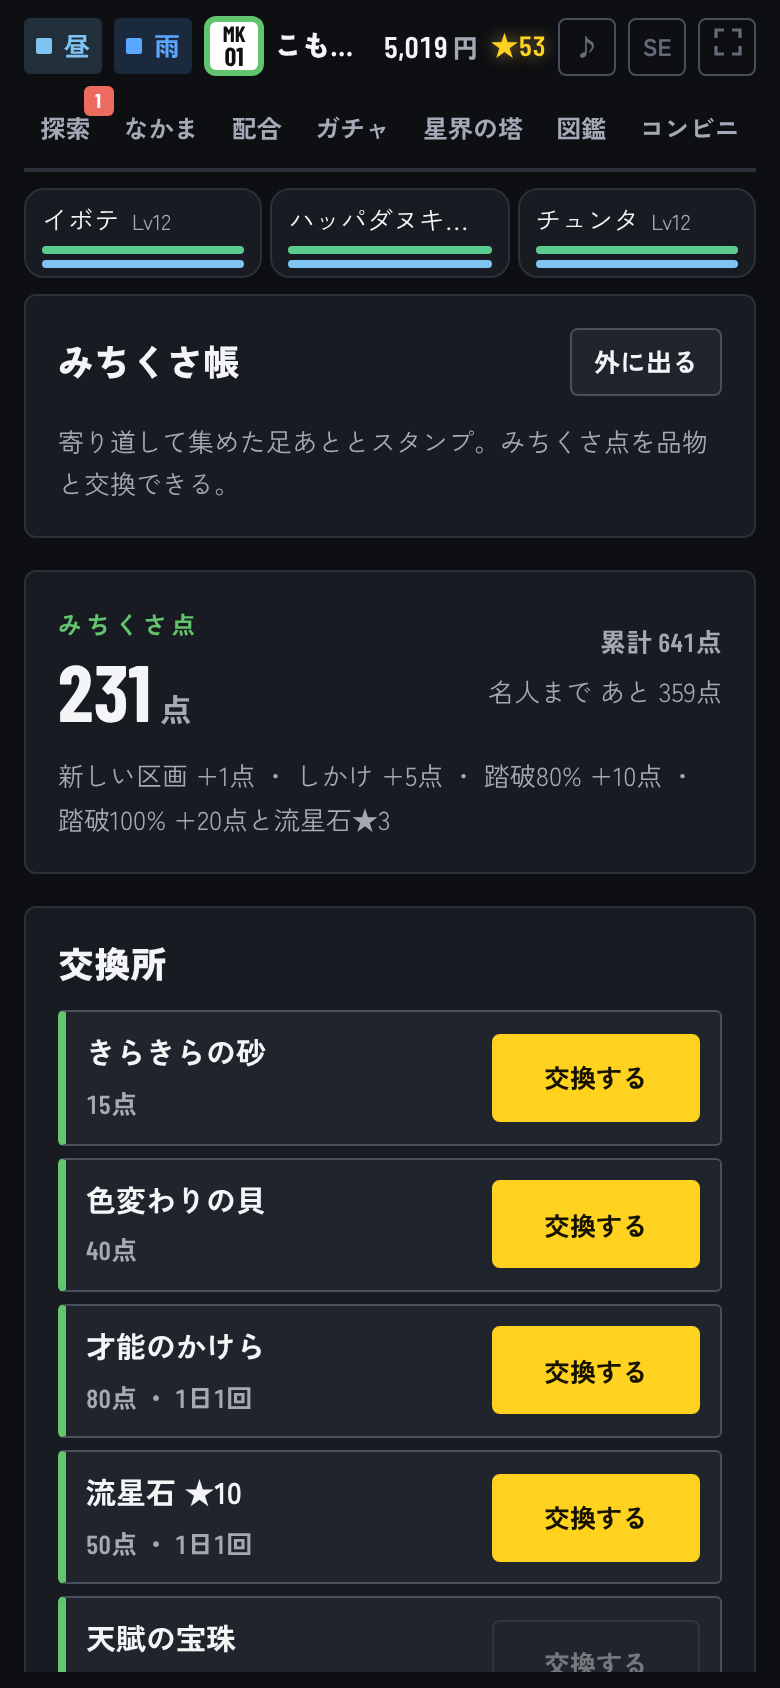 昼 雨 MK 01 こも… 5,019 円 ★53 ♪ SE
1
探索 なかま 配合 ガチャ 星界の塔 図鑑 コンビニ
イボテ Lv12 ハッパダヌキ… チュンタ Lv12
みちくさ帳 外に出る
寄り道して集めた足あととスタンプ。みちくさ点を品物
と交換できる。
みちくさ点
累計 641点
231 点
名人まで あと 359点
新しい区画 +1点 ・ しかけ +5点 ・ 踏破80% +10点 ・
踏破100% +20点と流星石★3
交換所
きらきらの砂
15点
交換する
色変わりの貝
40点
交換する
才能のかけら
80点 ・ 1日1回
交換する
流星石 ★10
50点 ・ 1日1回
交換する
天賦の宝珠
交換する